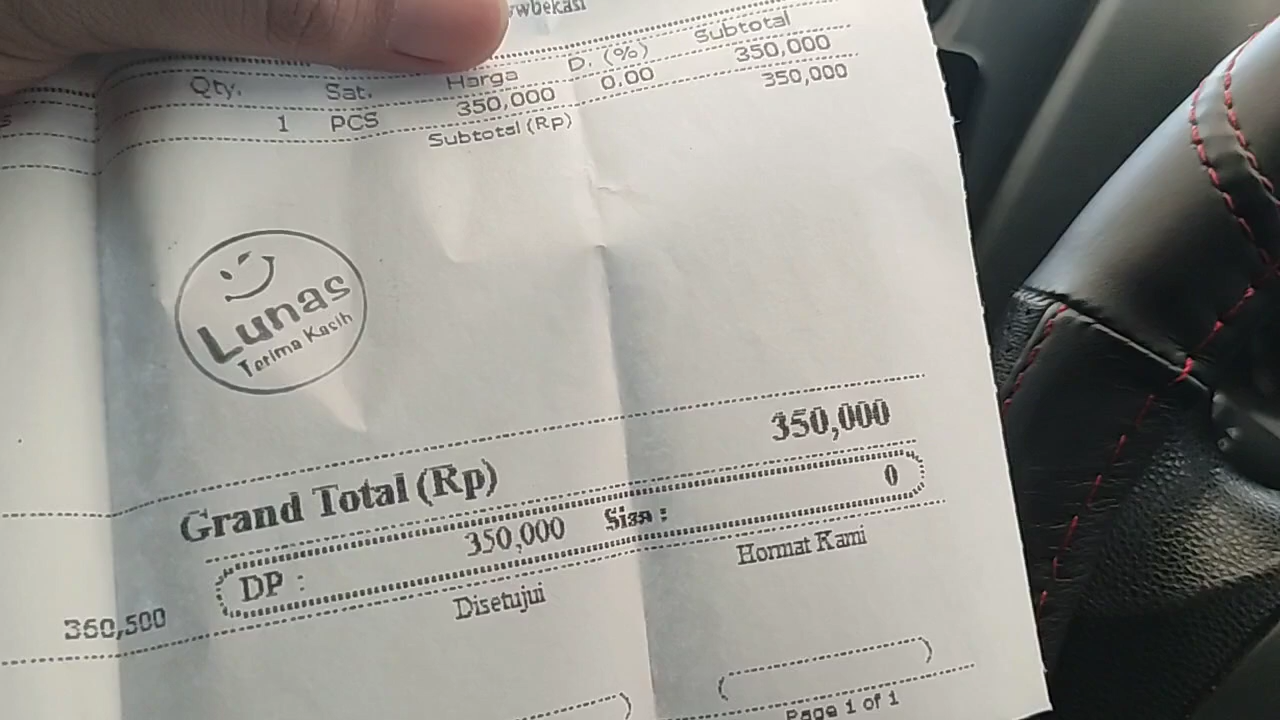 Qty. Sat. Harga D. (%) Subtotal
1 PCS 350,000 0.00 350,000
Subtotal (Rp) 350,000
Lunas
Terima Kasih
Grand Total (Rp) 350,000
DP : 350,000 Sisa : 0
360,500
Disetujui Hormat Kami
Page 1 of 1